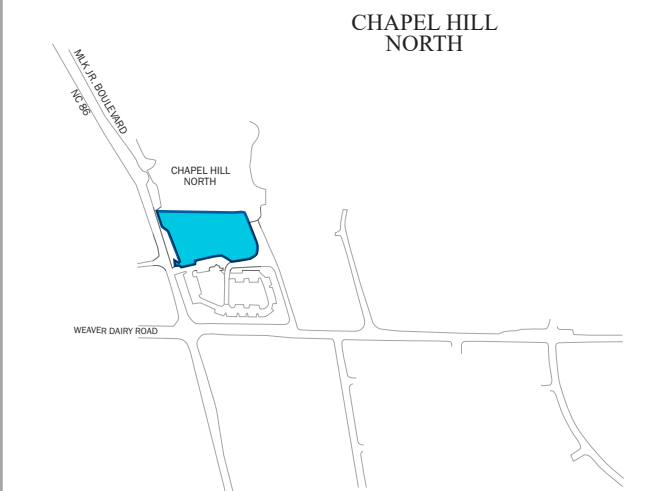 CHAPEL HILL
NORTH
MLK JR. BOULEVARD
NC 86
CHAPEL HILL
NORTH
WEAVER DAIRY ROAD